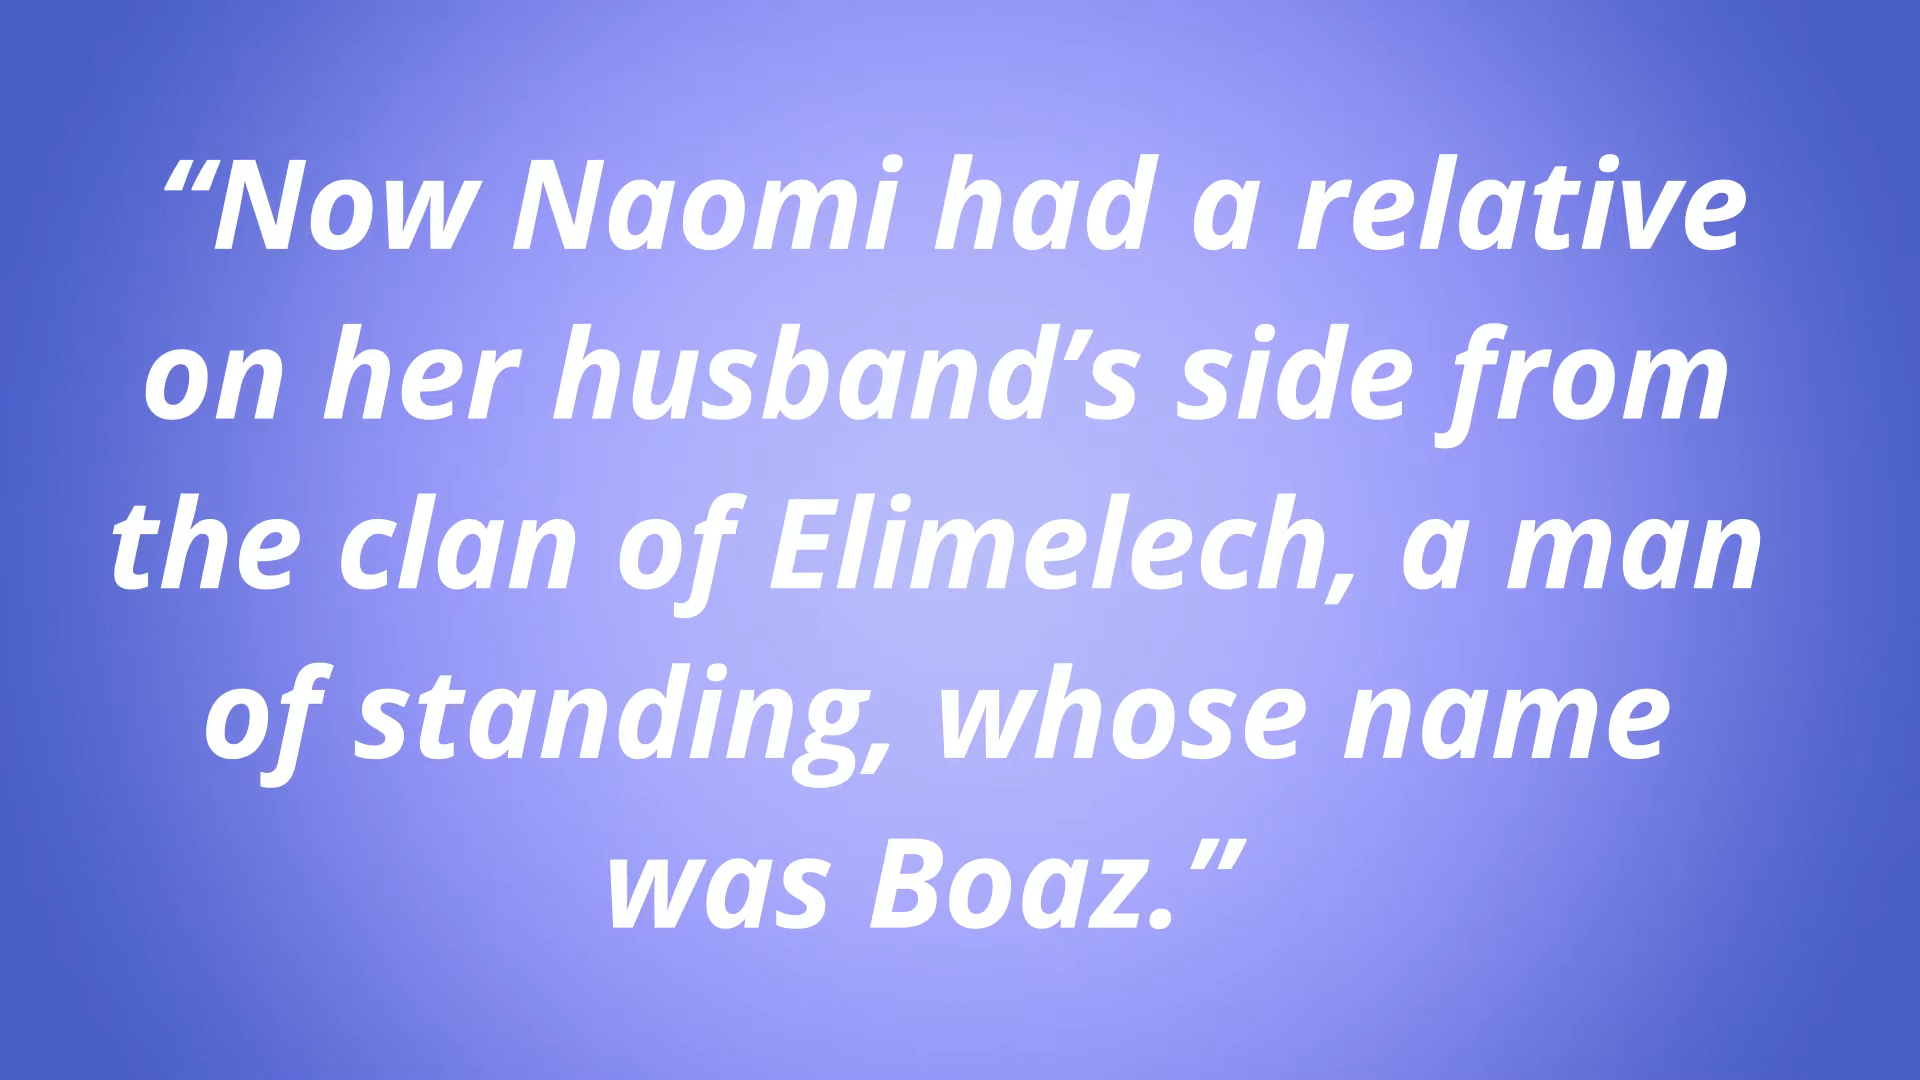 “Now Naomi had a relative
on her husband’s side from
the clan of Elimelech, a man
of standing, whose name
was Boaz.”